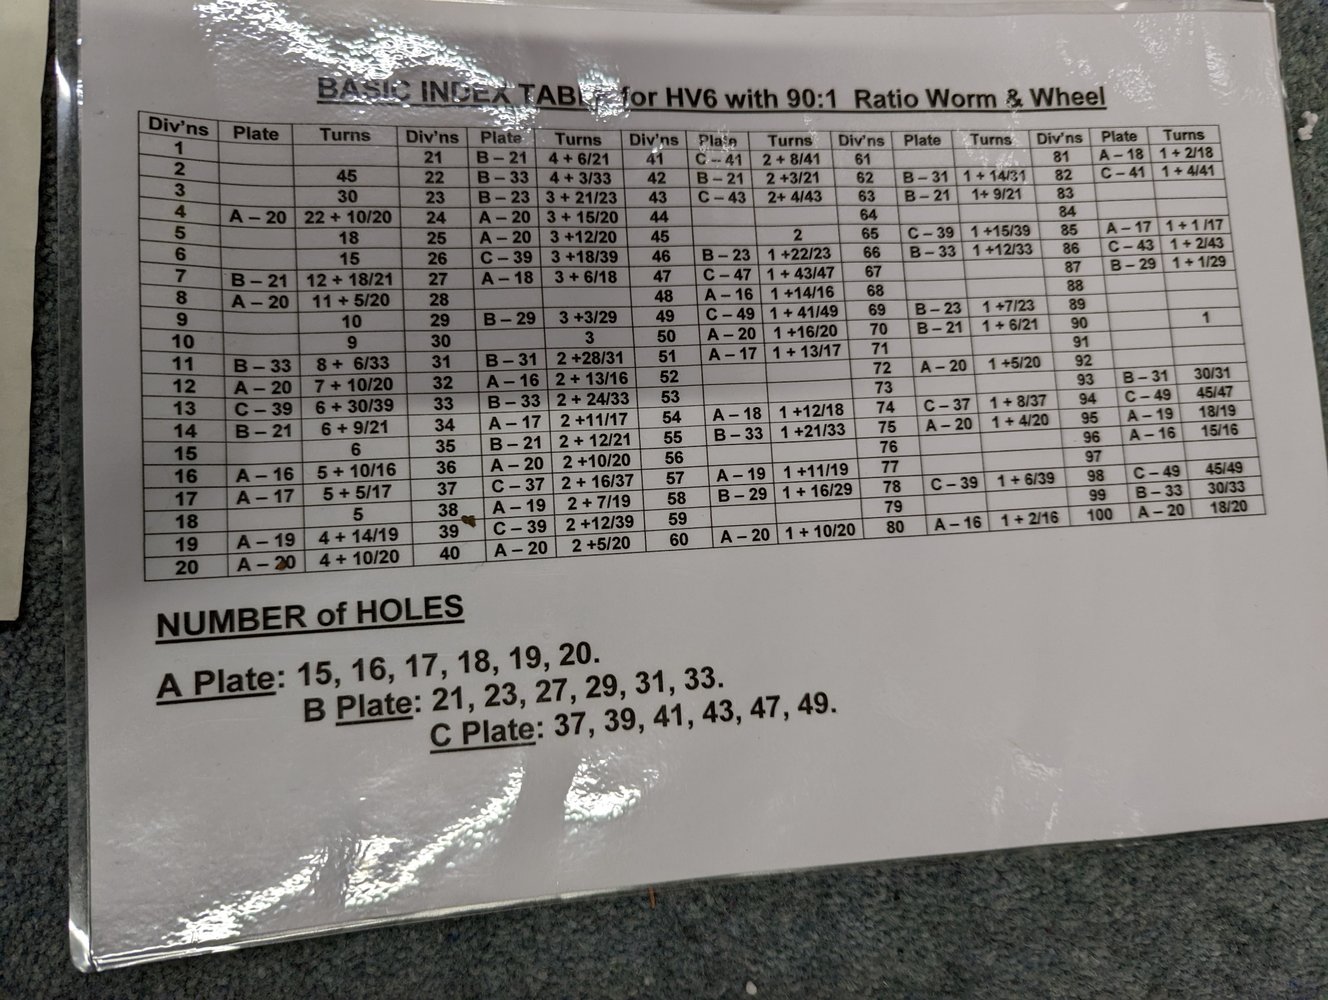 BASIC INDEX TABLE for HV6 with 90:1 Ratio Worm & Wheel
Div'ns Plate Turns Div'ns Plate Turns Div'ns Plate Turns Div'ns Plate Turns Div'ns Plate Turns
1 21 B – 21 4 + 6/21 41 C – 41 2 + 8/41 61 81 A – 18 1 + 2/18
2 45 22 B – 33 4 + 3/33 42 B – 21 2 +3/21 62 B – 31 1 + 14/31 82 C – 41 1 + 4/41
3 30 23 B – 23 3 + 21/23 43 C – 43 2+ 4/43 63 B – 21 1+ 9/21 83
4 A – 20 22 + 10/20 24 A – 20 3 + 15/20 44 64 84
5 18 25 A – 20 3 +12/20 45 2 65 C – 39 1 +15/39 85 A – 17 1 + 1 /17
6 15 26 C – 39 3 +18/39 46 B – 23 1 +22/23 66 B – 33 1 +12/33 86 C – 43 1 + 2/43
7 B – 21 12 + 18/21 27 A – 18 3 + 6/18 47 C – 47 1 + 43/47 67 87 B – 29 1 + 1/29
8 A – 20 11 + 5/20 28 48 A – 16 1 +14/16 68 88
9 10 29 B – 29 3 +3/29 49 C – 49 1 + 41/49 69 B – 23 1 +7/23 89
10 9 30 3 50 A – 20 1 +16/20 70 B – 21 1 + 6/21 90 1
11 B – 33 8 + 6/33 31 B – 31 2 +28/31 51 A – 17 1 + 13/17 71 91
12 A – 20 7 + 10/20 32 A – 16 2 + 13/16 52 72 A – 20 1 +5/20 92
13 C – 39 6 + 30/39 33 B – 33 2 + 24/33 53 73 93 B – 31 30/31
14 B – 21 6 + 9/21 34 A – 17 2 +11/17 54 A – 18 1 +12/18 74 C – 37 1 + 8/37 94 C – 49 45/47
15 6 35 B – 21 2 + 12/21 55 B – 33 1 +21/33 75 A – 20 1 + 4/20 95 A – 19 18/19
16 A – 16 5 + 10/16 36 A – 20 2 +10/20 56 76 96 A – 16 15/16
17 A – 17 5 + 5/17 37 C – 37 2 + 16/37 57 A – 19 1 +11/19 77 97
18 5 38 A – 19 2 + 7/19 58 B – 29 1 + 16/29 78 C – 39 1 + 6/39 98 C – 49 45/49
19 A – 19 4 + 14/19 39 C – 39 2 +12/39 59 79 99 B – 33 30/33
20 A – 20 4 + 10/20 40 A – 20 2 +5/20 60 A – 20 1 + 10/20 80 A – 16 1 + 2/16 100 A – 20 18/20
NUMBER of HOLES
A Plate: 15, 16, 17, 18, 19, 20.
B Plate: 21, 23, 27, 29, 31, 33.
C Plate: 37, 39, 41, 43, 47, 49.